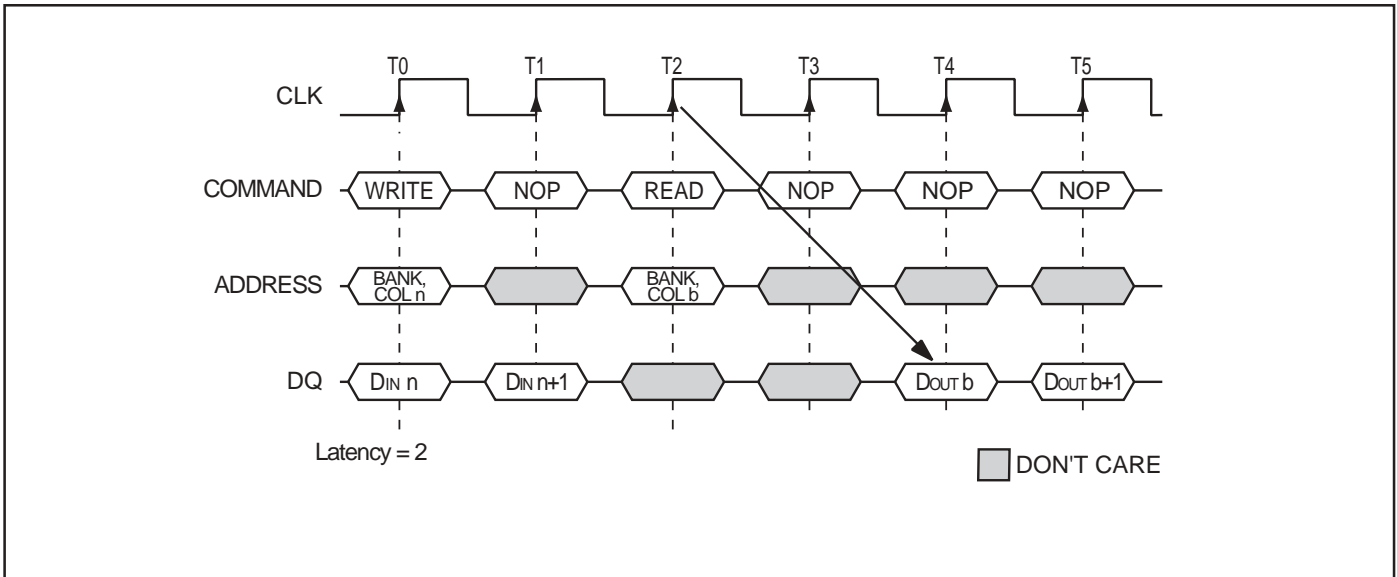 T0 T1 T2 T3 T4 T5
CLK
COMMAND WRITE NOP READ NOP NOP NOP
ADDRESS BANK, COL n BANK, COL b
DQ DIN n DIN n+1 DOUT b DOUT b+1
Latency = 2
DON'T CARE